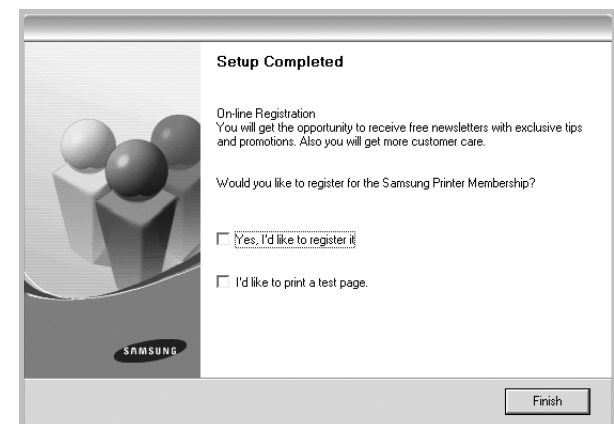 Setup Completed
On-line Registration
You will get the opportunity to receive free newsletters with exclusive tips
and promotions. Also you will get more customer care.
Would you like to register for the Samsung Printer Membership?
Yes, I'd like to register it
I'd like to print a test page.
SAMSUNG
Finish